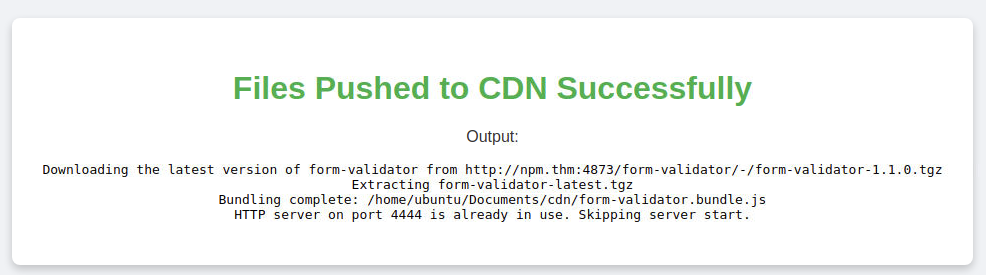 Files Pushed to CDN Successfully
Output:
Downloading the latest version of form-validator from http://npm.thm:4873/form-validator/-/form-validator-1.1.0.tgz
Extracting form-validator-latest.tgz
Bundling complete: /home/ubuntu/Documents/cdn/form-validator.bundle.js
HTTP server on port 4444 is already in use. Skipping server start.